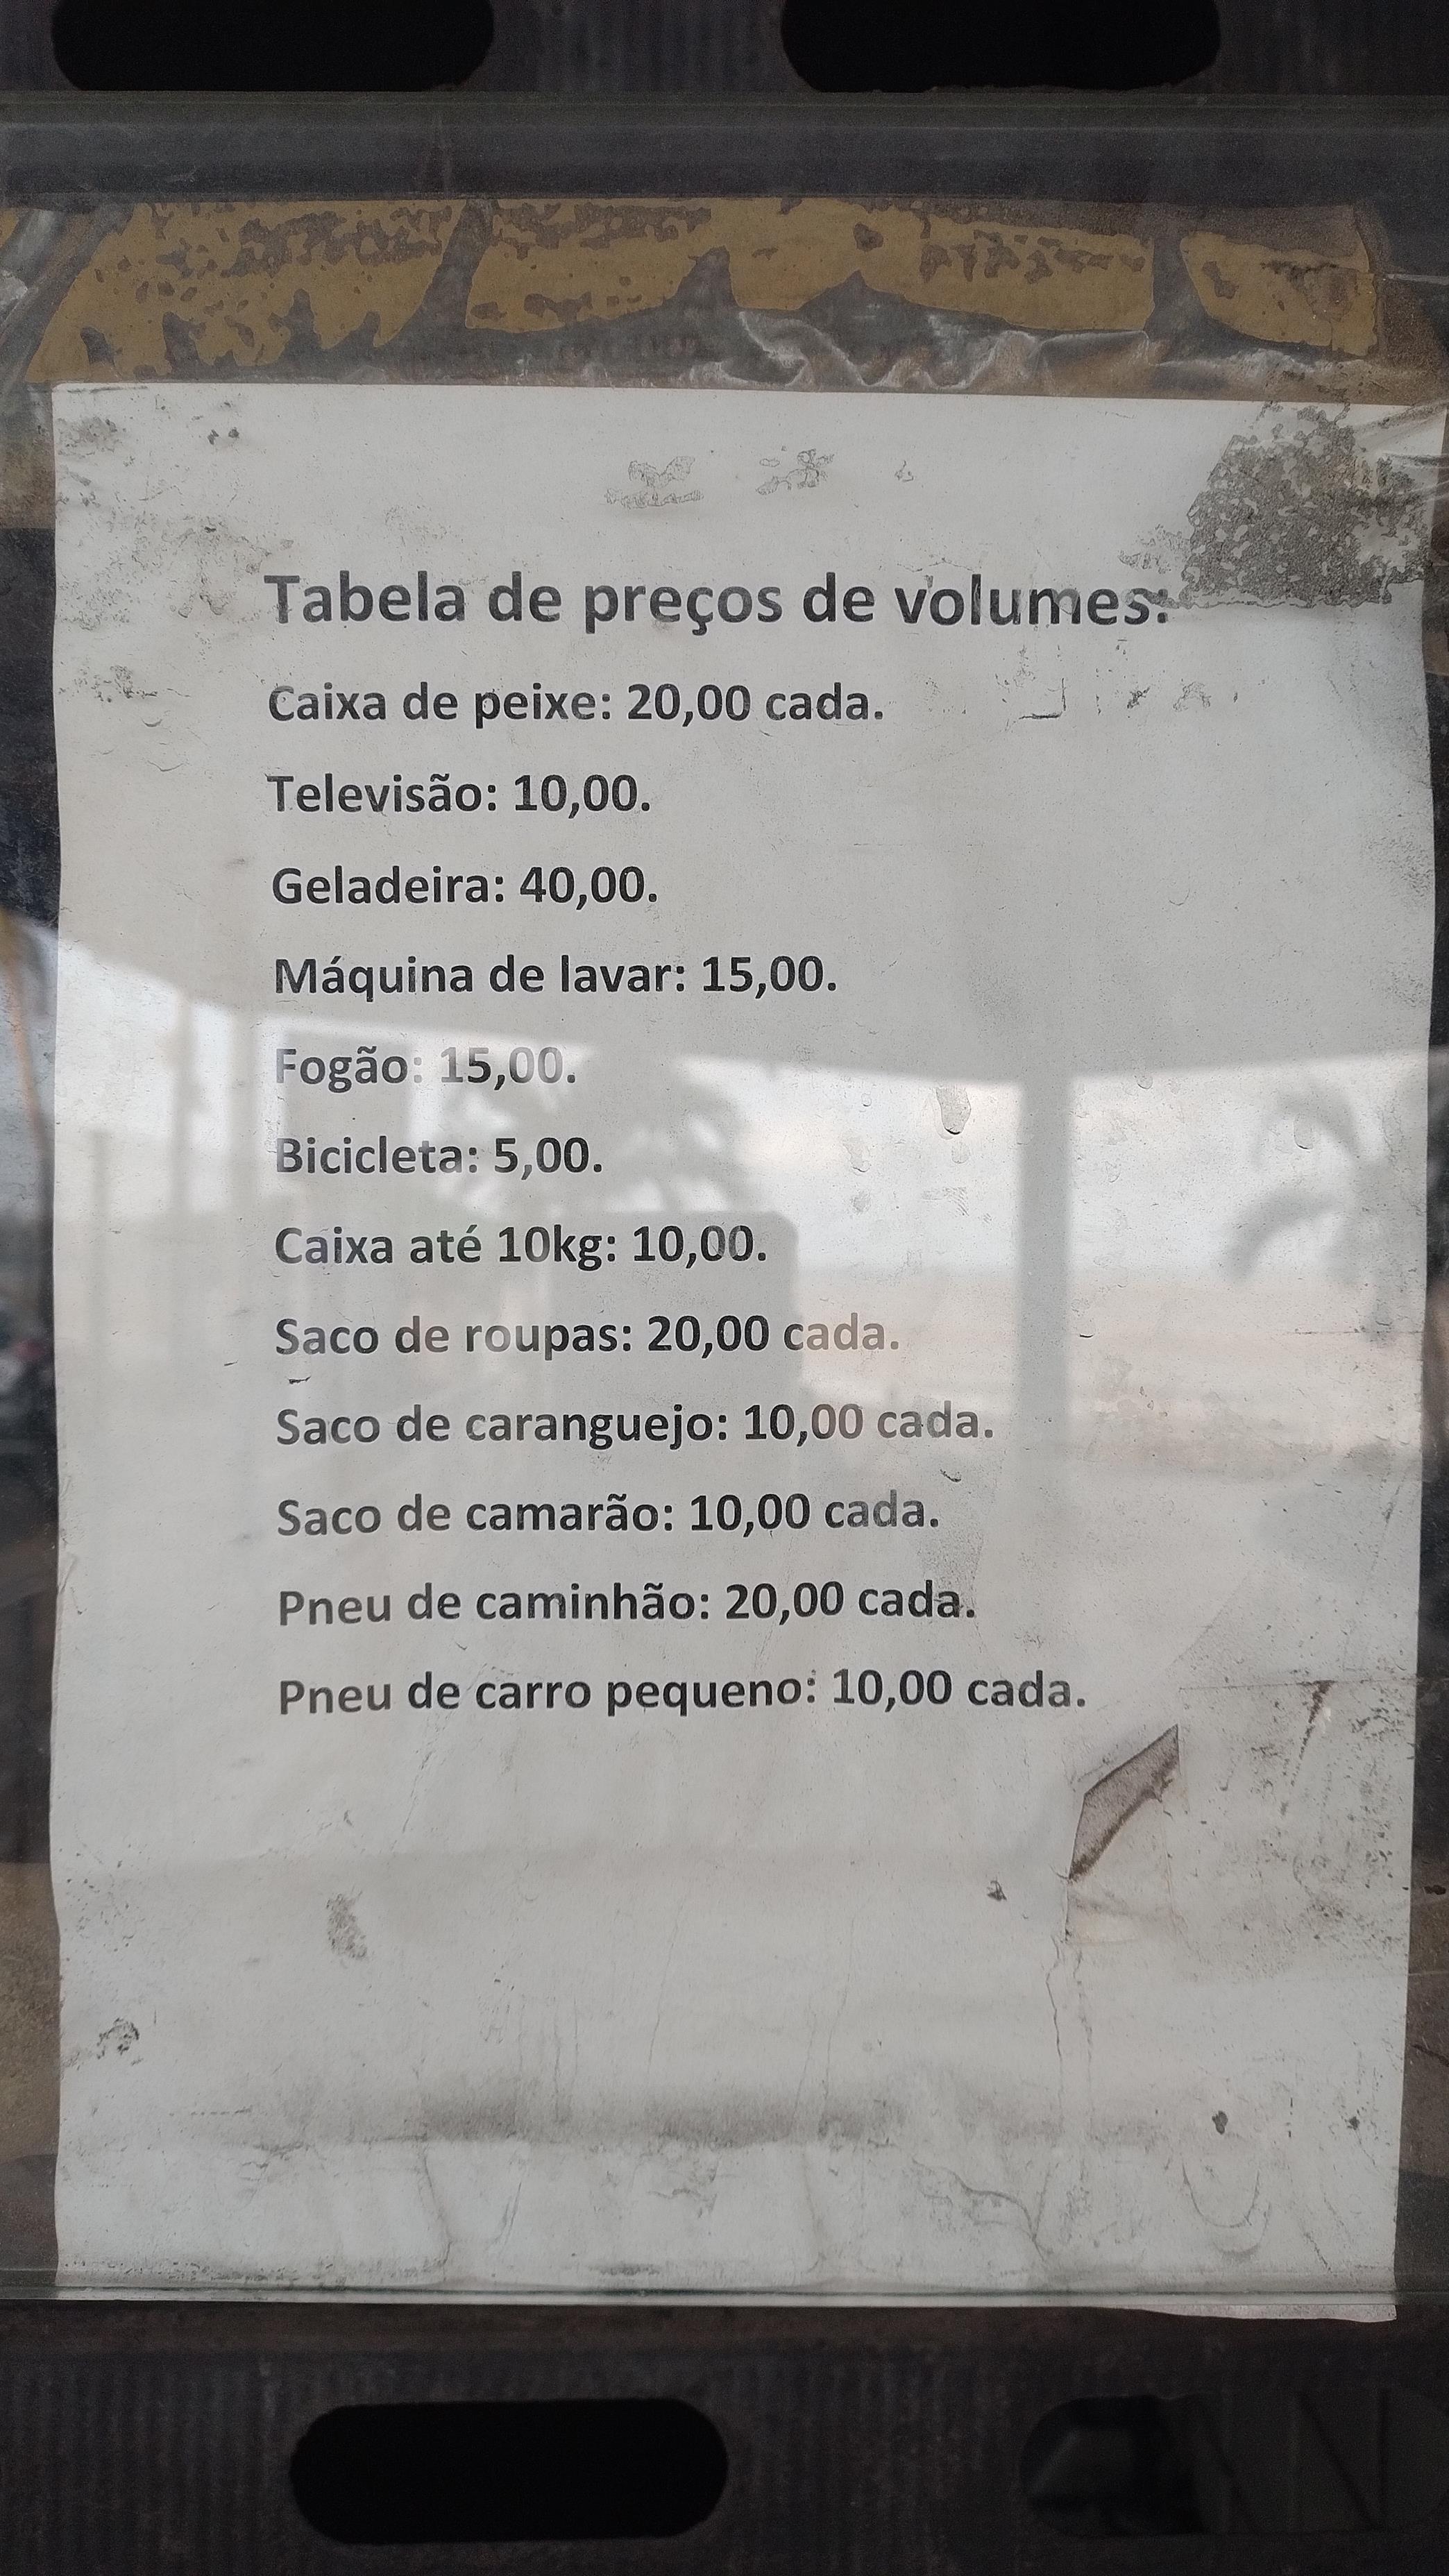 Tabela de preços de volumes:
Caixa de peixe: 20,00 cada.
Televisão: 10,00.
Geladeira: 40,00.
Máquina de lavar: 15,00.
Fogão: 15,00.
Bicicleta: 5,00.
Caixa até 10kg: 10,00.
Saco de roupas: 20,00 cada.
Saco de caranguejo: 10,00 cada.
Saco de camarão: 10,00 cada.
Pneu de caminhão: 20,00 cada.
Pneu de carro pequeno: 10,00 cada.